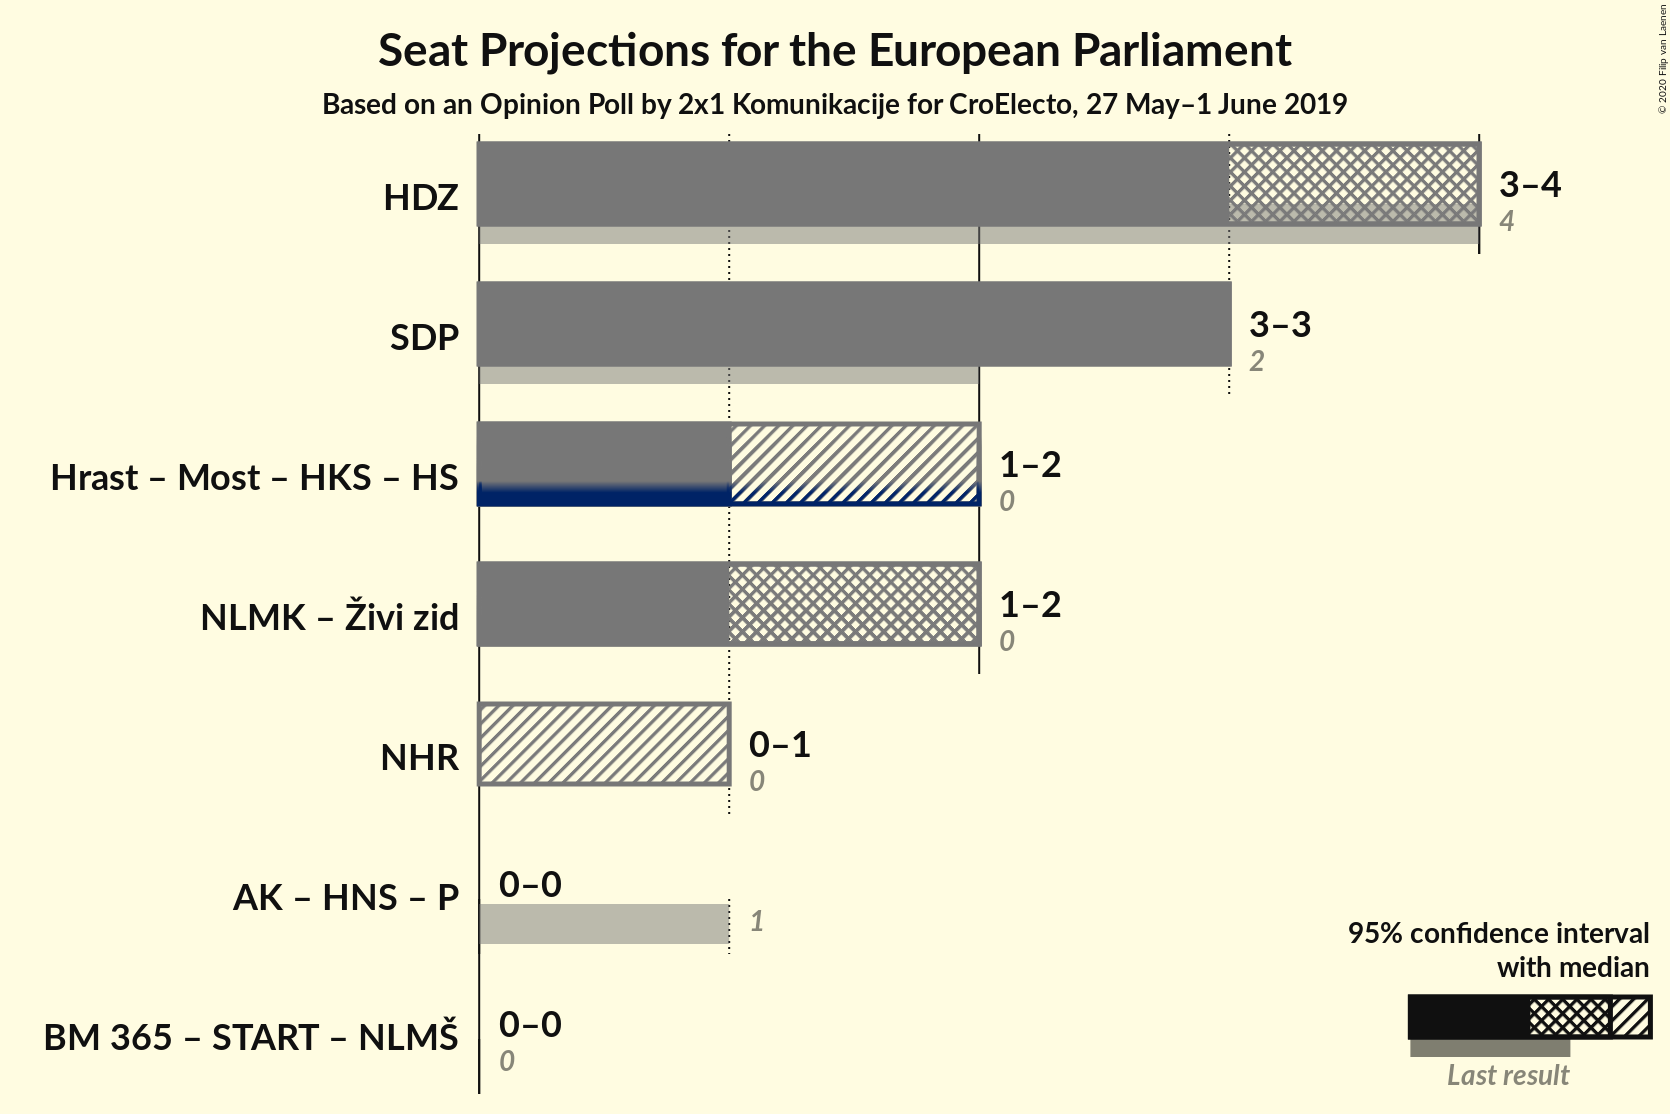 Seat Projections for the European Parliament
Based on an Opinion Poll by 2x1 Komunikacije for CroElecto, 27 May–1 June 2019
© 2020 Filip van Laenen
HDZ
3–4
4
SDP
3–3
2
Hrast – Most – HKS – HS
1–2
0
NLMK – Živi zid
1–2
0
NHR
0–1
0
AK – HNS – P
0–0
1
BM 365 – START – NLMŠ
0–0
0
95% confidence interval
with median
Last result